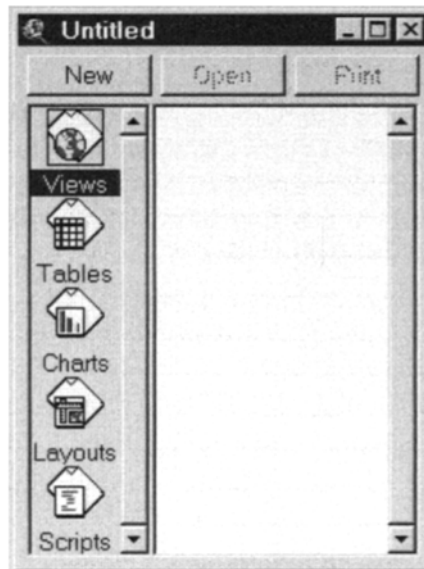 Untitled
New Open Print
Views
Tables
Charts
Layouts
Scripts